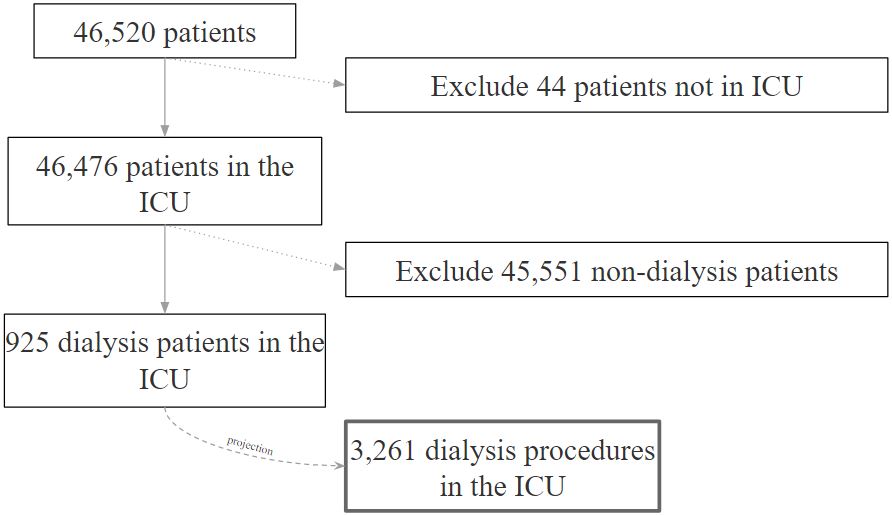 46,520 patients
Exclude 44 patients not in ICU
46,476 patients in the
ICU
Exclude 45,551 non-dialysis patients
925 dialysis patients in the
ICU
projection
3,261 dialysis procedures
in the ICU